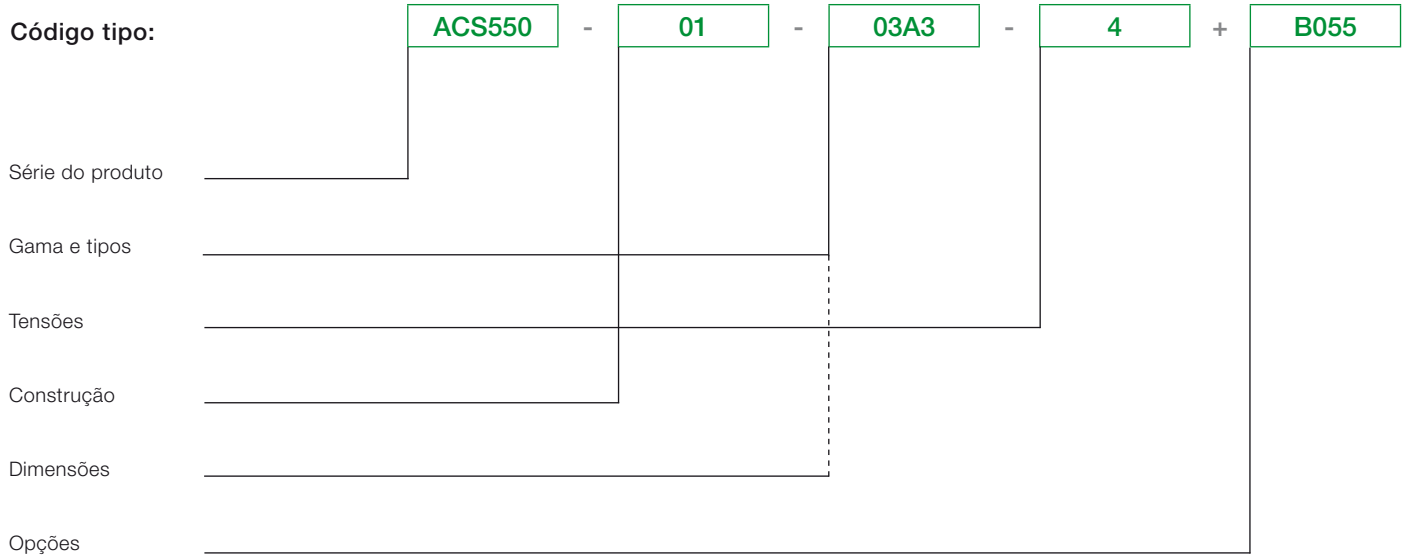 Código tipo: ACS550 - 01 - 03A3 - 4 + B055
Série do produto
Gama e tipos
Tensões
Construção
Dimensões
Opções